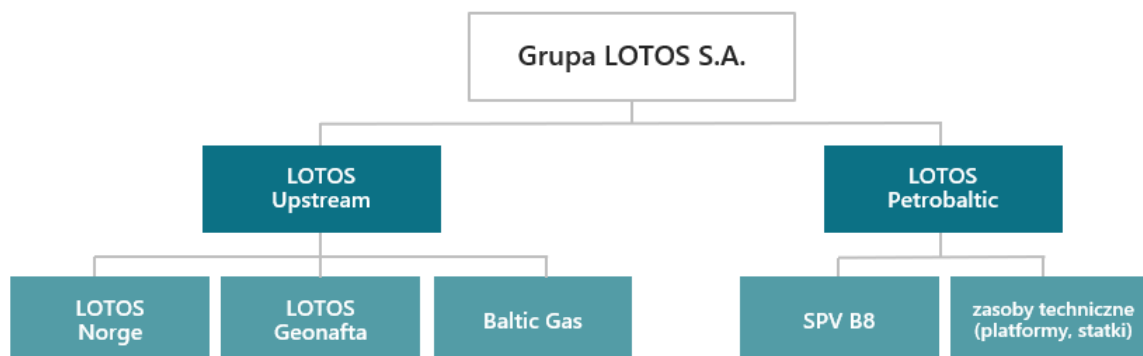 Grupa LOTOS S.A.
LOTOS
Upstream
LOTOS
Petrobaltic
LOTOS
Norge
LOTOS
Geonafta
Baltic Gas
SPV B8
zasoby techniczne
(platformy, statki)